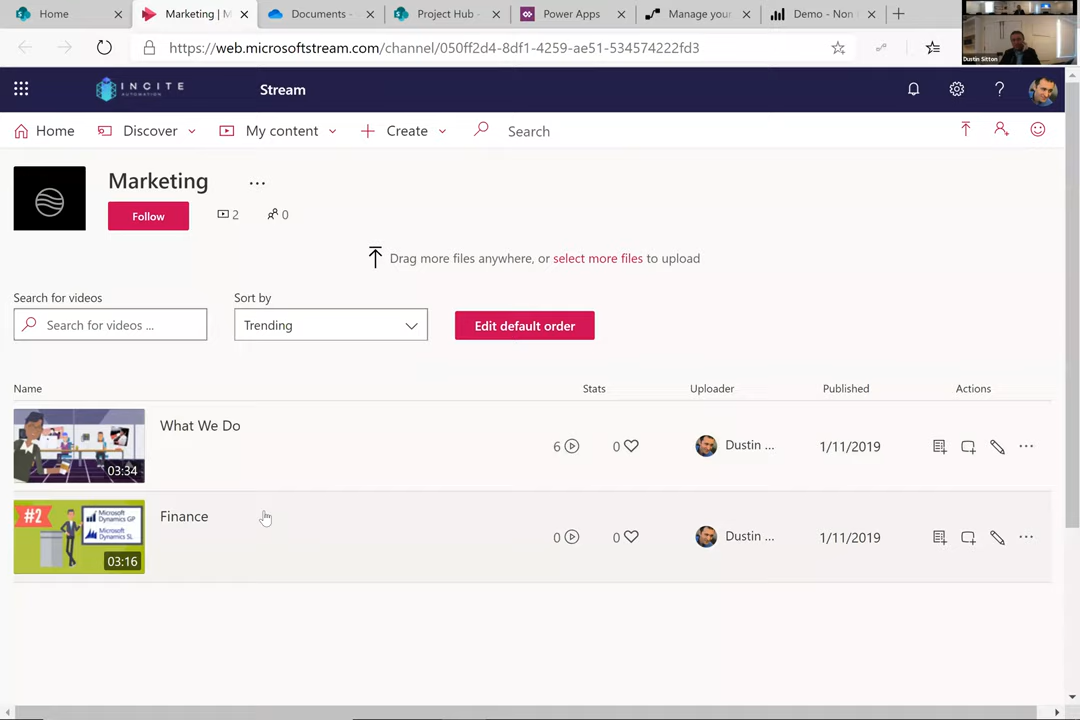 Home
Marketing | M
Documents -
Project Hub -
Power Apps
Manage your
Demo - Non
https://web.microsoftstream.com/channel/050ff2d4-8df1-4259-ae51-534574222fd3
Dustin Sitton
INCITE
AUTOMATION
Stream
Home
Discover
My content
Create
Search
Marketing
Follow
2
0
Drag more files anywhere, or select more files to upload
Search for videos
Sort by
Search for videos ...
Trending
Edit default order
Name
Stats
Uploader
Published
Actions
What We Do
03:34
6
0
Dustin ...
1/11/2019
#2
Microsoft
Dynamics GP
Microsoft
Dynamics SL
Finance
03:16
0
0
Dustin ...
1/11/2019